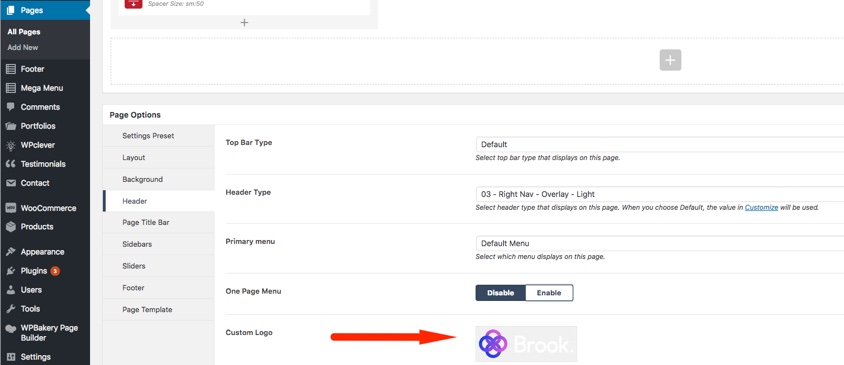 Pages
All Pages
Add New
Footer
Mega Menu
Comments
Portfolios
WPclever
Testimonials
Contact
WooCommerce
Products
Appearance
Plugins 3
Users
Tools
WPBakery Page
Builder
Settings
Spacer Size: sm:50
Page Options
Settings Preset
Layout
Background
Header
Page Title Bar
Sidebars
Sliders
Footer
Page Template
Top Bar Type
Default
Select top bar type that displays on this page.
Header Type
03 - Right Nav - Overlay - Light
Select header type that displays on this page. When you choose Default, the value in Customize will be used.
Primary menu
Default Menu
Select which menu displays on this page.
One Page Menu
Disable Enable
Custom Logo
Brook.